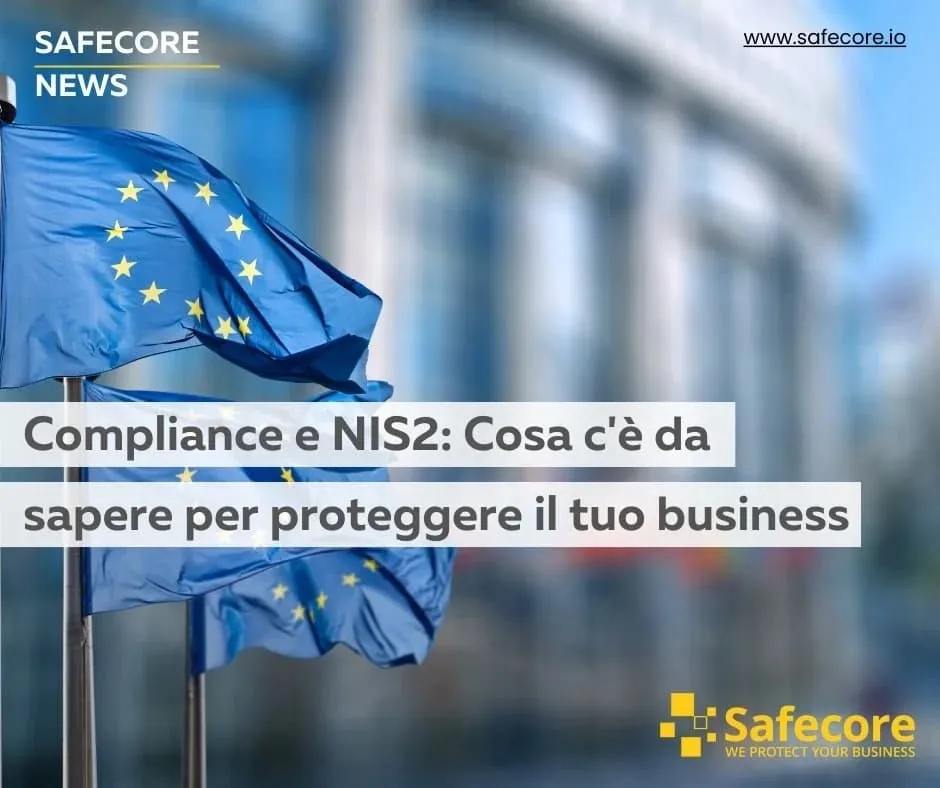 SAFECORE
NEWS
www.safecore.io
Compliance e NIS2: Cosa c'è da
sapere per proteggere il tuo business
Safecore
WE PROTECT YOUR BUSINESS